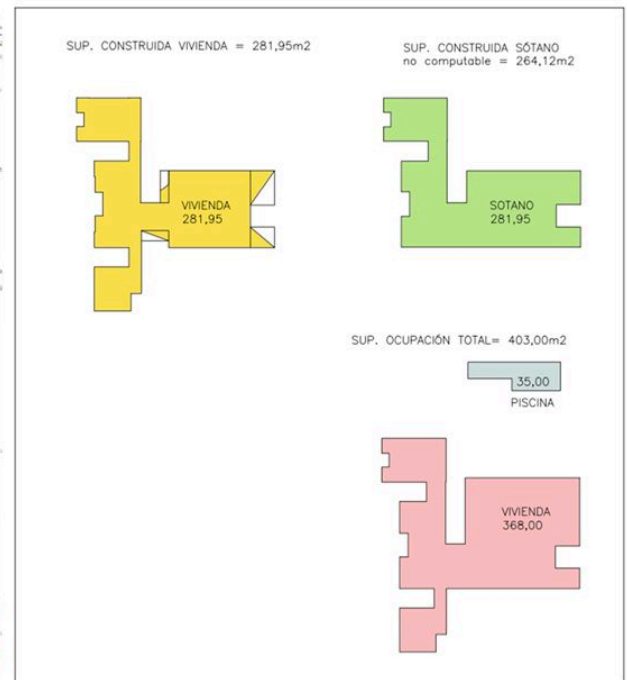 SUP. CONSTRUIDA VIVIENDA = 281,95m2
SUP. CONSTRUIDA SÓTANO
no computable = 264,12m2
VIVIENDA
281,95
SOTANO
281,95
SUP. OCUPACIÓN TOTAL= 403,00m2
35,00
PISCINA
VIVIENDA
368,00